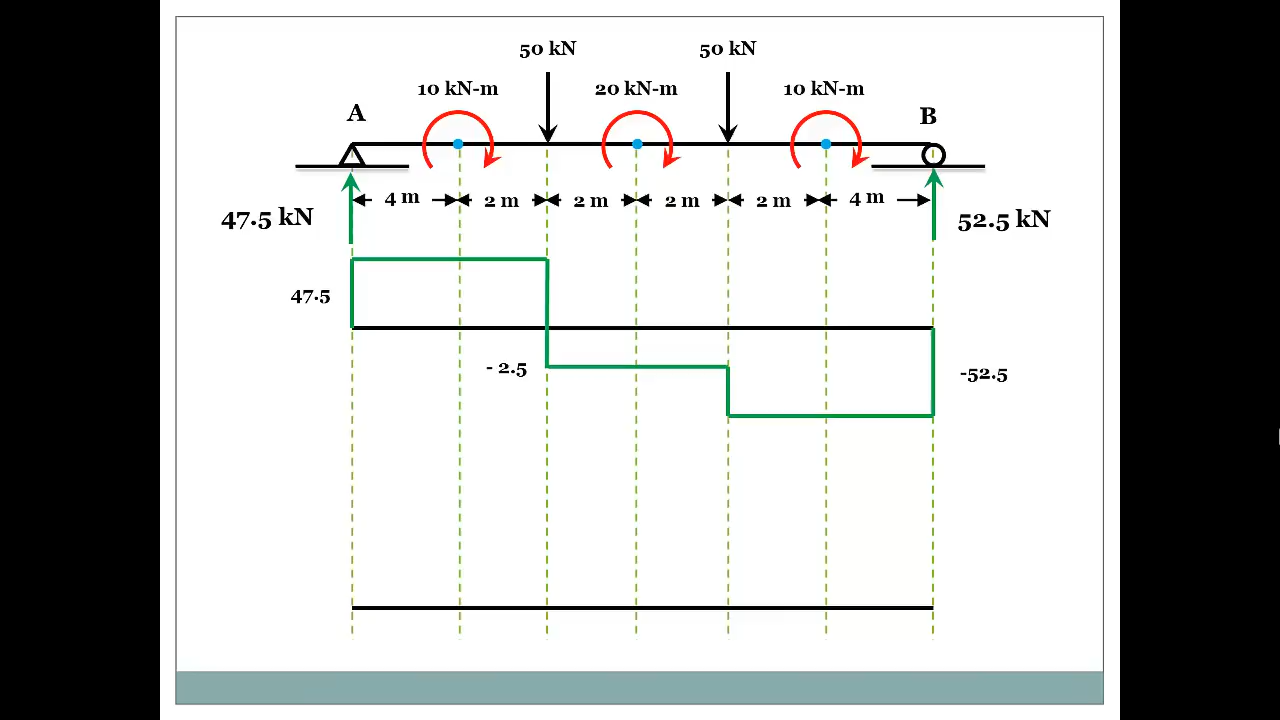 50 kN 50 kN
10 kN-m 20 kN-m 10 kN-m
A B
4 m 2 m 2 m 2 m 2 m 4 m
47.5 kN 52.5 kN
47.5
- 2.5 -52.5